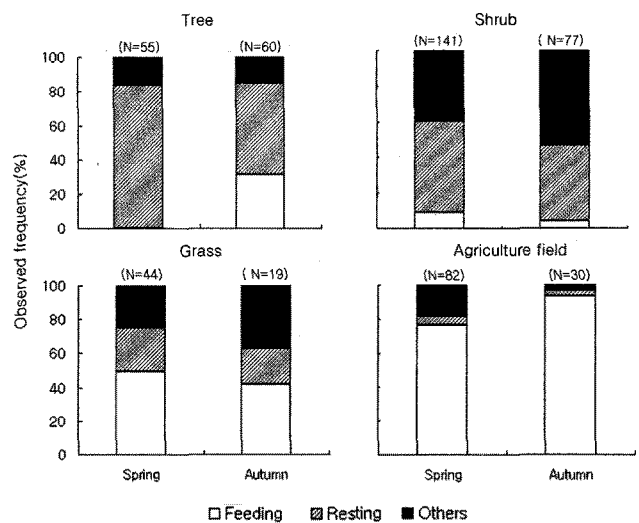 Tree
Shrub
(N=55)
(N=60)
(N=141)
( N=77)
100
80
60
40
20
0
Observed frequency(%)
Grass
Agriculture field
(N=44)
( N=19)
(N=82)
(N=30)
100
80
60
40
20
0
Spring
Autumn
Spring
Autumn
Feeding
Resting
Others